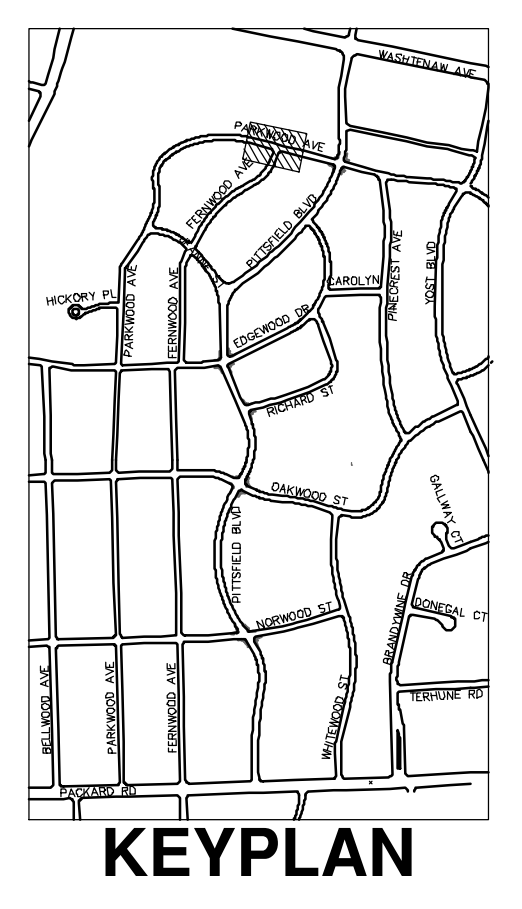 WASHTENAW AVE
PARKWOOD AVE
FERNWOOD AVE
PITTSFIELD BLVD
CAROLYN
PINECREST AVE
YOST BLVD
HICKORY PL
PARKWOOD AVE
FERNWOOD AVE
EDGEWOOD DR
RICHARD ST
OAKWOOD ST
GALLWAY CT
PITTSFIELD BLVD
NORWOOD ST
BRANDYWINE DR
DONEGAL CT
TERHUNE RD
BELLWOOD AVE
PARKWOOD AVE
FERNWOOD AVE
WHITEWOOD ST
PACKARD RD
KEYPLAN